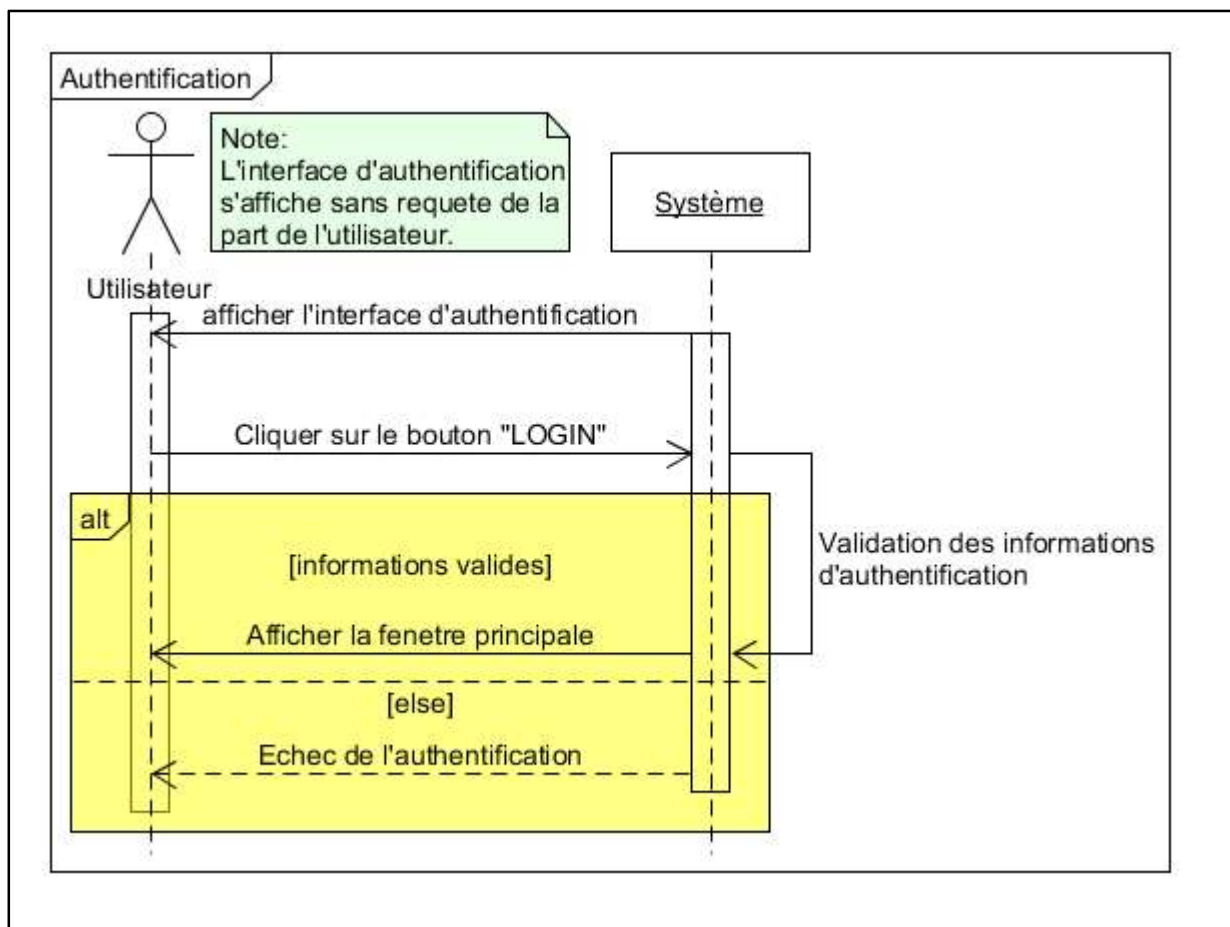 Authentification
Note:
L'interface d'authentification
s'affiche sans requete de la
part de l'utilisateur.
Système
Utilisateur
afficher l'interface d'authentification
Cliquer sur le bouton "LOGIN"
alt
[informations valides]
Validation des informations
d'authentification
Afficher la fenetre principale
[else]
Echec de l'authentification